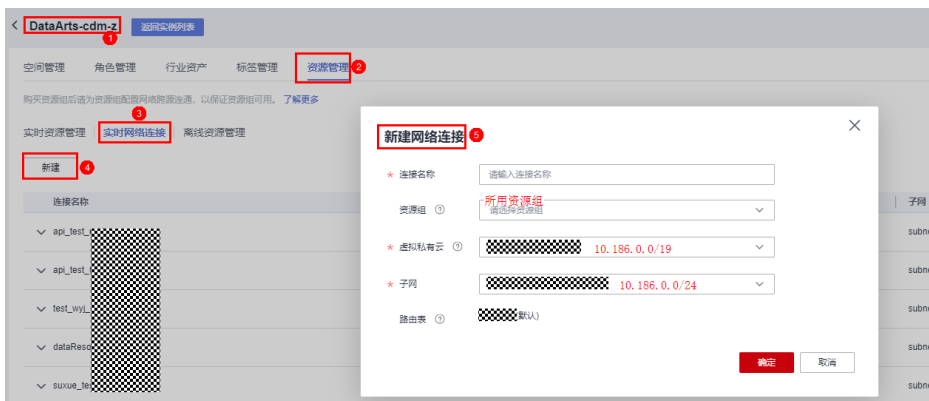 DataArts-cdm-z
返回实例列表
1
空间管理 角色管理 行业资产 标签管理 资源管理 2
购买资源组后请为资源组配置网络跨源连通，以保证资源组可用。 了解更多
3
实时资源管理 实时网络连接 离线资源管理
新建 4
连接名称
子网
api_test_
subn
api_test_
subn
test_wyj_
subn
dataReso
subn
suxue_te
subn
新建网络连接 5
* 连接名称 请输入连接名称
资源组 所用资源组
请选择资源组
* 虚拟私有云 10.186.0.0/19
* 子网 10.186.0.0/24
路由表 默认)
确定 取消